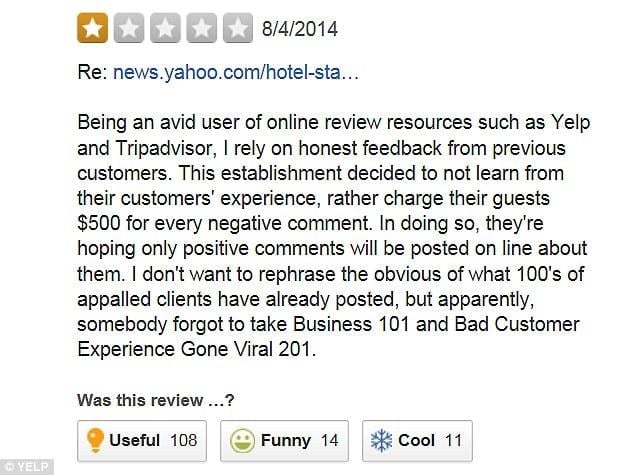 8/4/2014
Re: news.yahoo.com/hotel-sta…
Being an avid user of online review resources such as Yelp
and Tripadvisor, I rely on honest feedback from previous
customers. This establishment decided to not learn from
their customers' experience, rather charge their guests
$500 for every negative comment. In doing so, they're
hoping only positive comments will be posted on line about
them. I don't want to rephrase the obvious of what 100's of
appalled clients have already posted, but apparently,
somebody forgot to take Business 101 and Bad Customer
Experience Gone Viral 201.
Was this review …?
Useful 108 Funny 14 Cool 11
© YELP